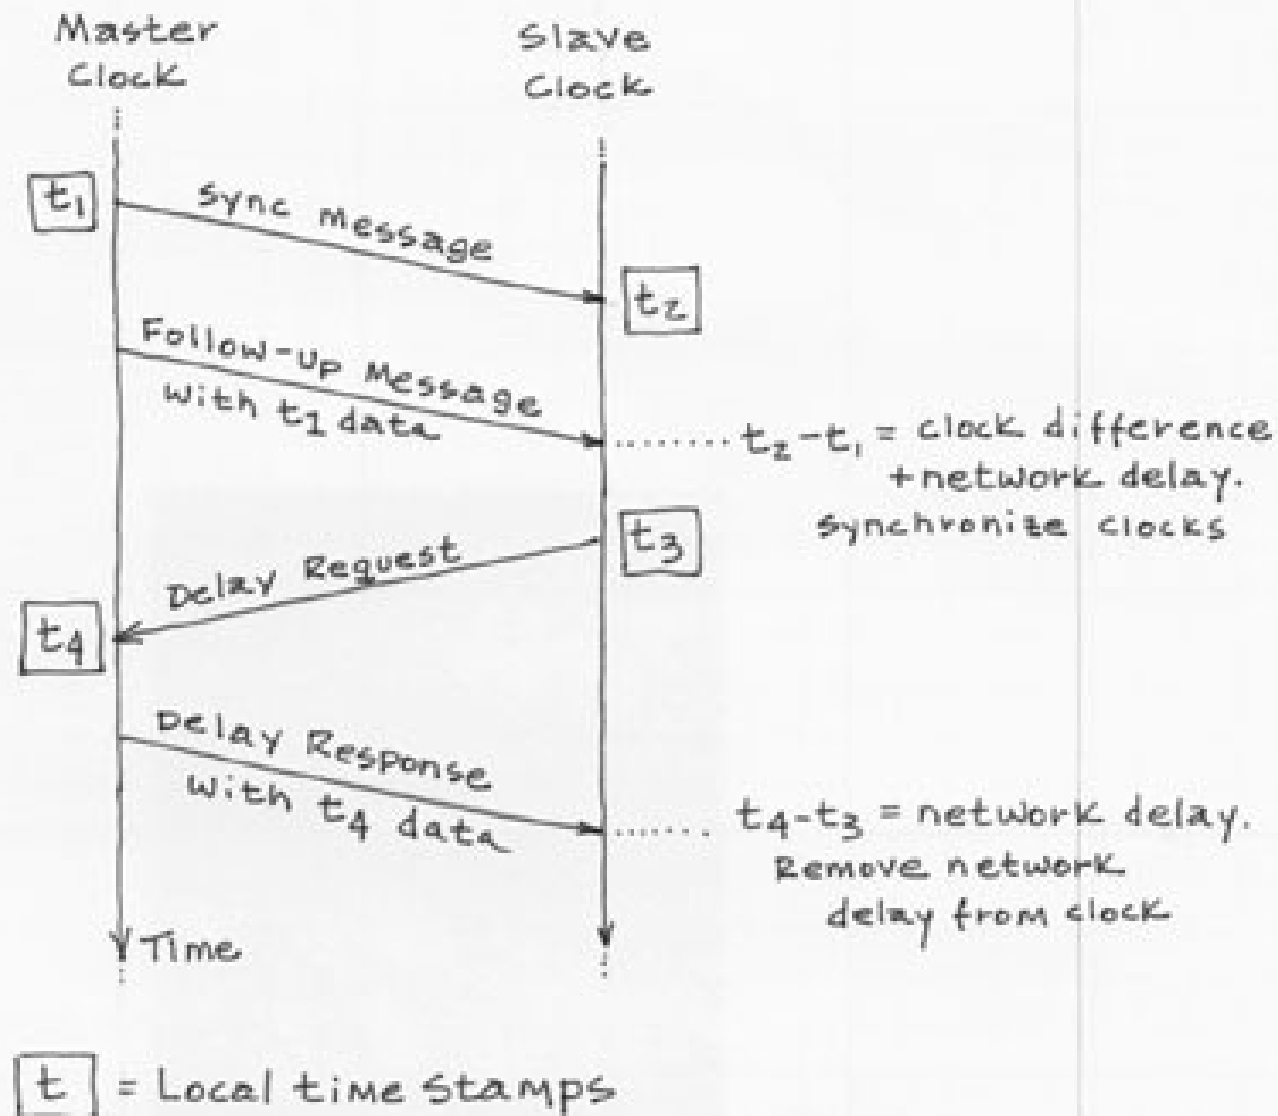 Master
Clock
Slave
Clock
t₁
Sync message
t₂
Follow-Up Message
With t1 data
t₂-t₁ = clock difference
+network delay.
synchronize clocks
t3
Delay Request
t4
Delay Response
With t4 data
t4-t3 = network delay.
Remove network
delay from clock
Time
t = Local time stamps